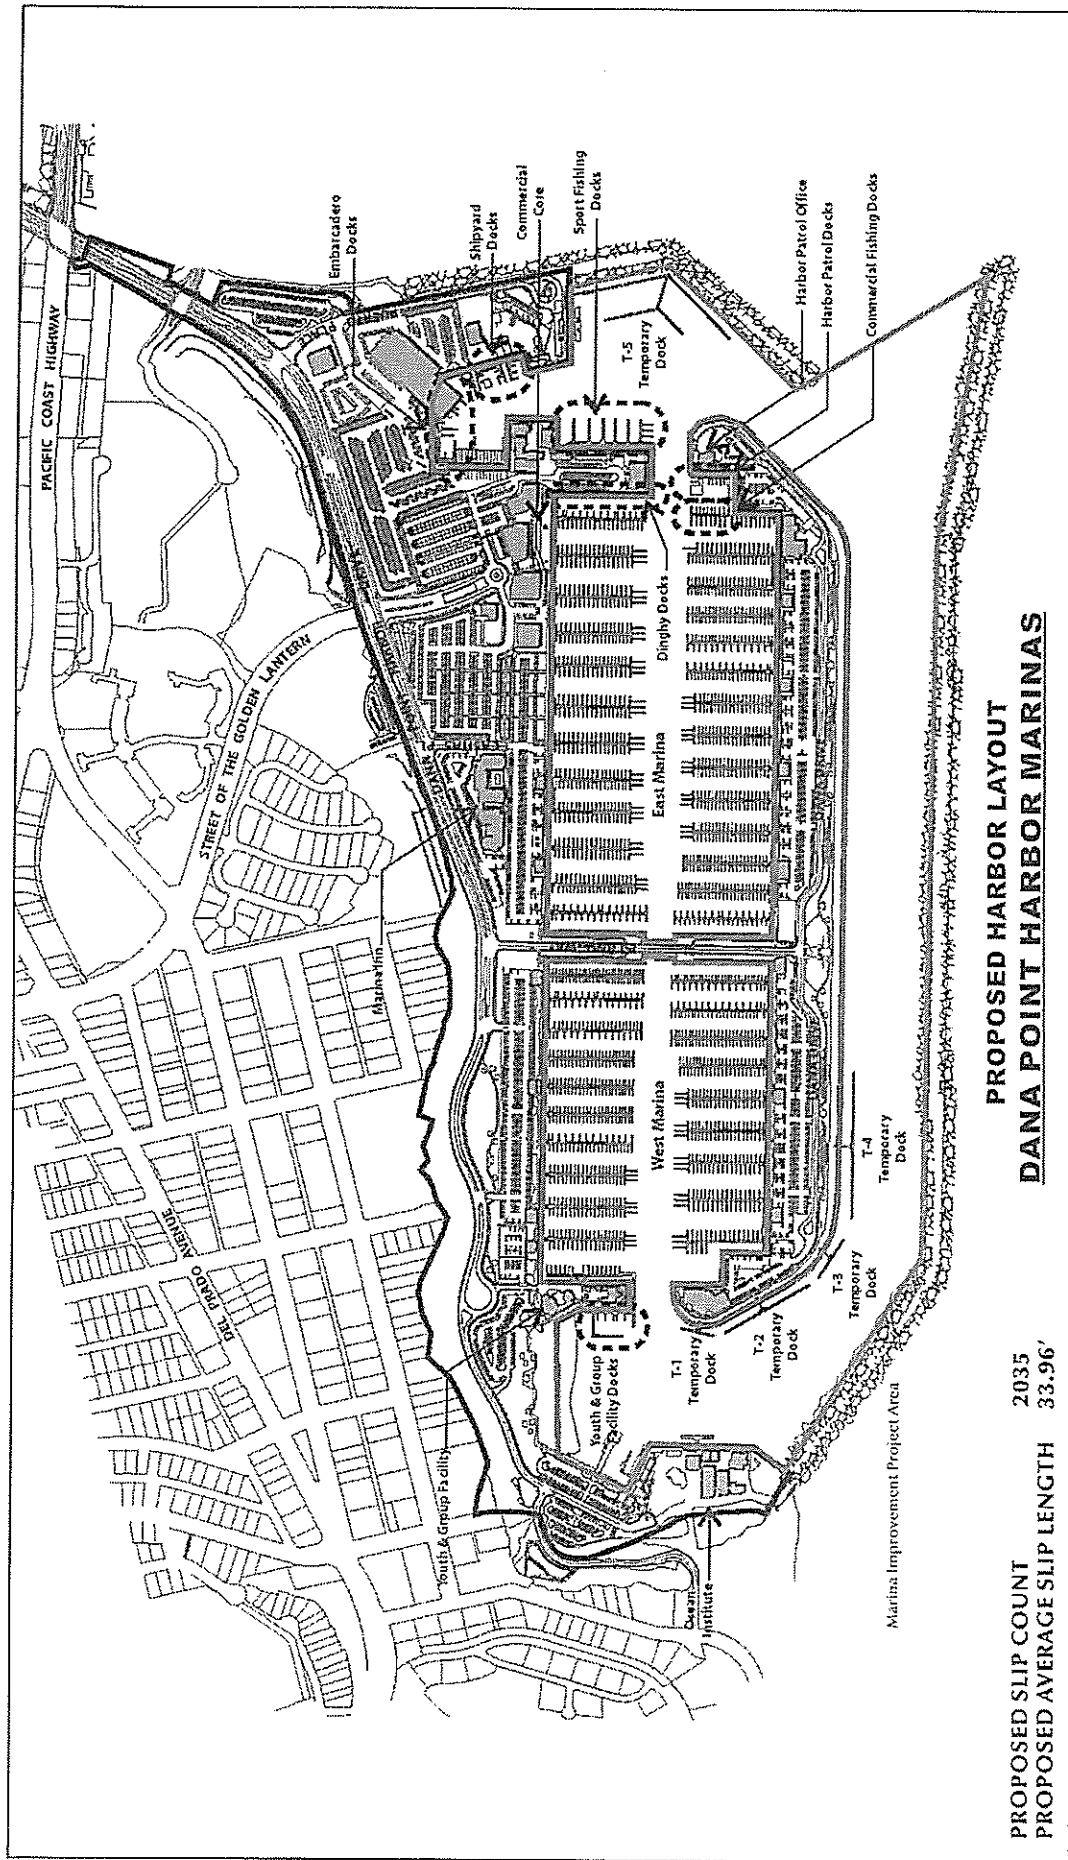 PACIFIC COAST HIGHWAY
STREET OF THE GOLDEN LANTERN
DEL PRADO AVENUE
Embarcadero
Docks
Shipyard
Docks
Commercial
Core
Sport Fishing
Docks
Harbor Patrol Office
Harbor Patrol Docks
Commercial Fishing Docks
T-5
Temporary
Dock
DRIVE
HARBOR
DANA
PLACE
Dinghy Docks
Marina Inn
East Marina
West Marina
Youth & Group Facility
Youth & Group
Facility Docks
T-1
Temporary
Dock
T-2
Temporary
Dock
T-3
Temporary
Dock
T-4
Temporary
Dock
Ocean
Institute
Marina Improvement Project Area
PROPOSED HARBOR LAYOUT
DANA POINT HARBOR MARINAS
PROPOSED SLIP COUNT 2035
PROPOSED AVERAGE SLIP LENGTH 33.96'